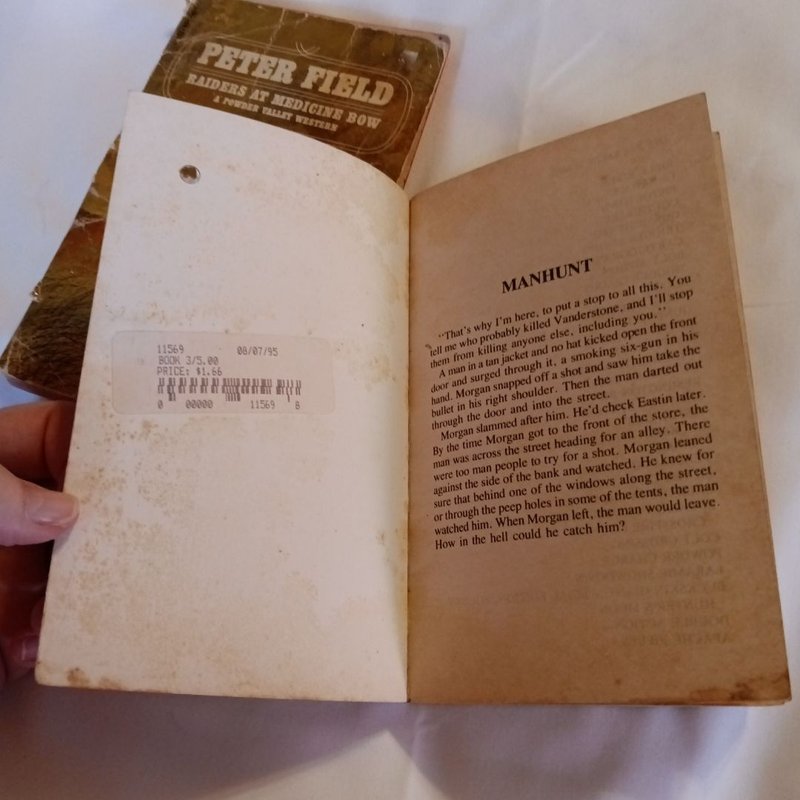 PETER FIELD
RAIDERS AT MEDICINE BOW
A POWDER VALLEY WESTERN
11569 08/07/95
BOOK 3/5.00
PRICE: $1.66
0 00000 11569 8
MANHUNT
"That's why I'm here, to put a stop to all this. You
tell me who probably killed Vanderstone, and I'll stop
them from killing anyone else, including you."
A man in a tan jacket and no hat kicked open the front
door and surged through it, a smoking six-gun in his
hand. Morgan snapped off a shot and saw him take the
bullet in his right shoulder. Then the man darted out
through the door and into the street.
Morgan slammed after him. He'd check Eastin later.
By the time Morgan got to the front of the store, the
man was across the street heading for an alley. There
were too man people to try for a shot. Morgan leaned
against the side of the bank and watched. He knew for
sure that behind one of the windows along the street,
or through the peep holes in some of the tents, the man
watched him. When Morgan left, the man would leave.
How in the hell could he catch him?